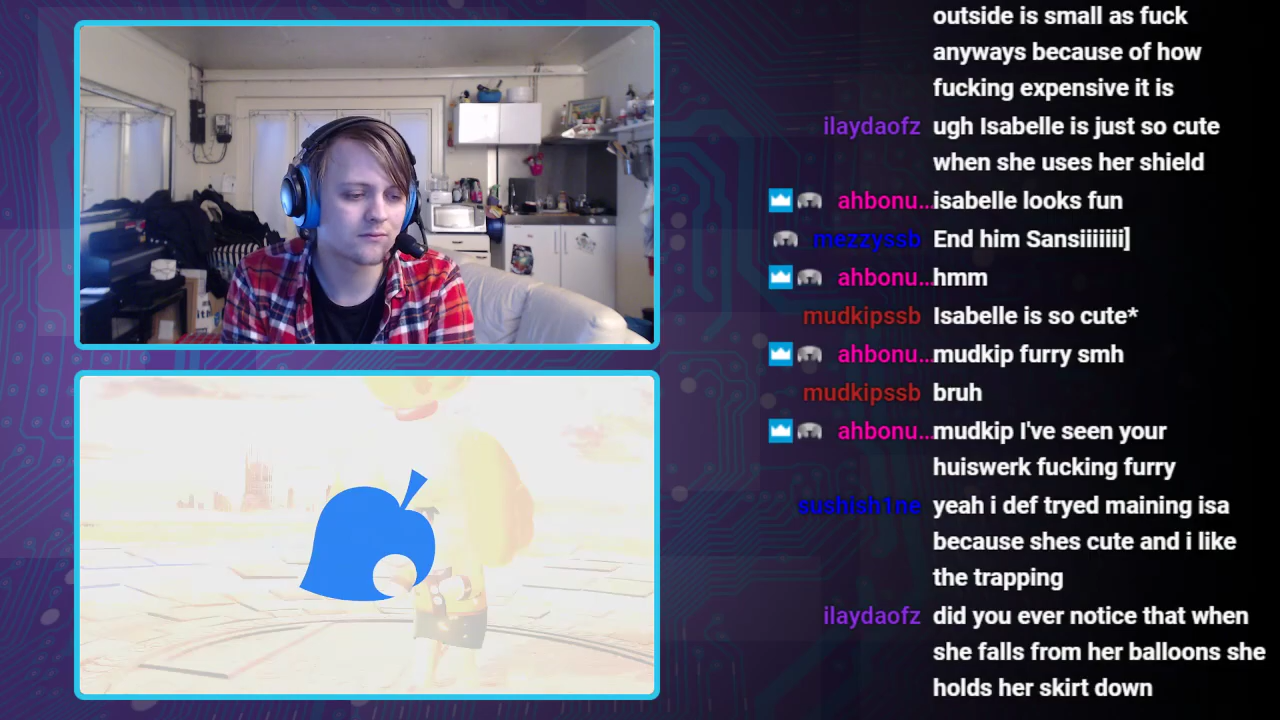 outside is small as fuck
anyways because of how
fucking expensive it is
ilaydaofz ugh Isabelle is just so cute
when she uses her shield
ahbonu... isabelle looks fun
mezzyssb End him Sansiiiiiii]
ahbonu... hmm
mudkipssb Isabelle is so cute*
ahbonu... mudkip furry smh
mudkipssb bruh
ahbonu... mudkip I've seen your
huiswerk fucking furry
sushish1ne yeah i def tryed maining isa
because shes cute and i like
the trapping
ilaydaofz did you ever notice that when
she falls from her balloons she
holds her skirt down